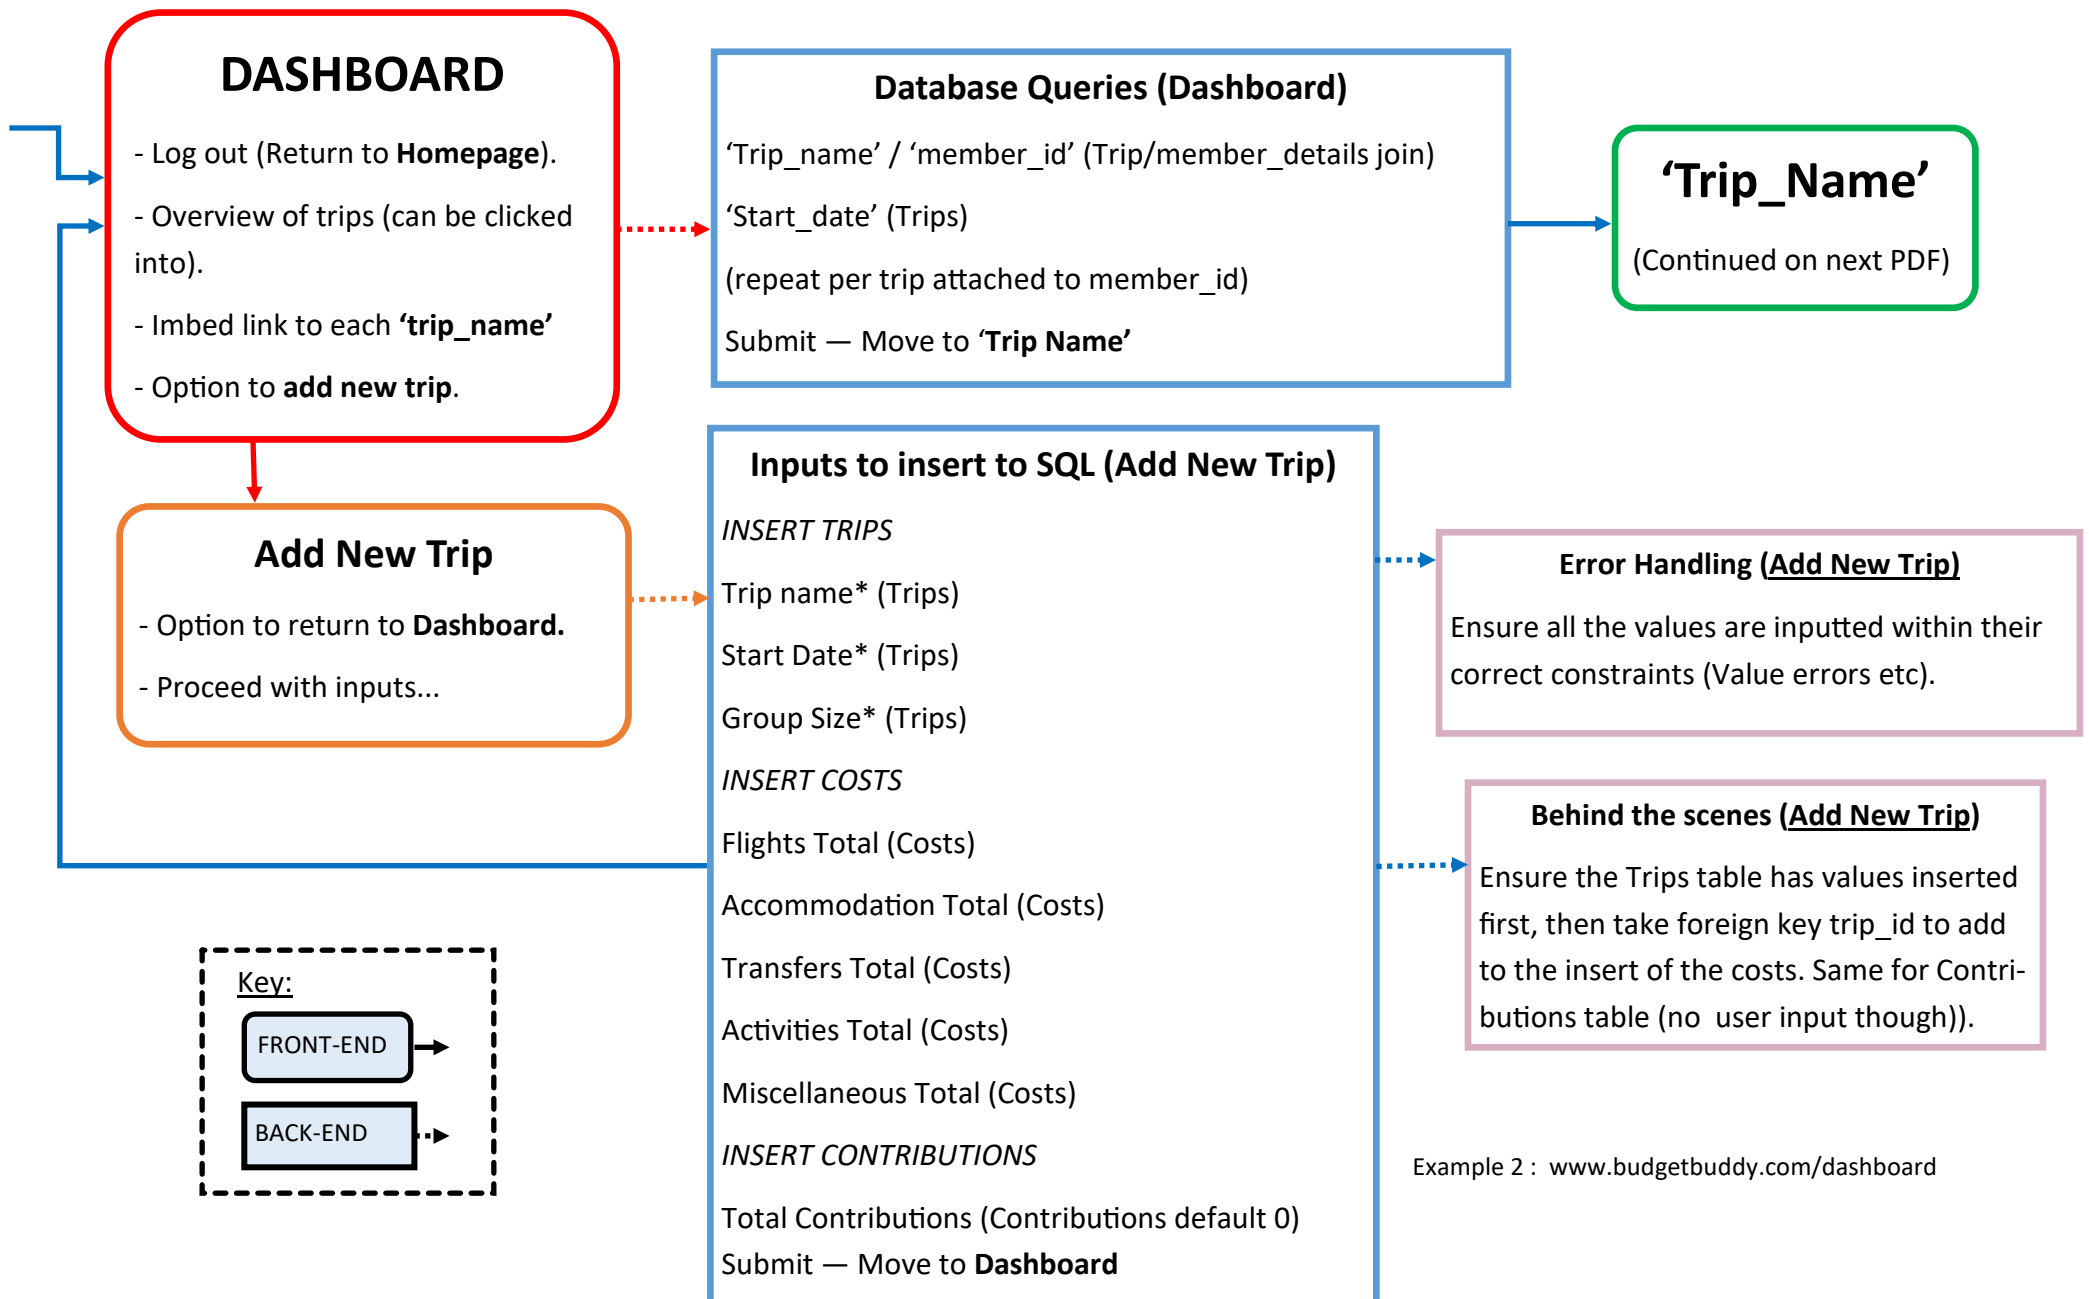 DASHBOARD
- Log out (Return to Homepage).
- Overview of trips (can be clicked
into).
- Imbed link to each ‘trip_name’
- Option to add new trip.
Database Queries (Dashboard)
‘Trip_name’ / ‘member_id’ (Trip/member_details join)
‘Start_date’ (Trips)
(repeat per trip attached to member_id)
Submit — Move to ‘Trip Name’
‘Trip_Name’
(Continued on next PDF)
Add New Trip
- Option to return to Dashboard.
- Proceed with inputs...
Inputs to insert to SQL (Add New Trip)
INSERT TRIPS
Trip name* (Trips)
Start Date* (Trips)
Group Size* (Trips)
INSERT COSTS
Flights Total (Costs)
Accommodation Total (Costs)
Transfers Total (Costs)
Activities Total (Costs)
Miscellaneous Total (Costs)
INSERT CONTRIBUTIONS
Total Contributions (Contributions default 0)
Submit — Move to Dashboard
Error Handling (Add New Trip)
Ensure all the values are inputted within their
correct constraints (Value errors etc).
Behind the scenes (Add New Trip)
Ensure the Trips table has values inserted
first, then take foreign key trip_id to add
to the insert of the costs. Same for Contri-
butions table (no  user input though)).
Key:
FRONT-END
BACK-END
Example 2 :  www.budgetbuddy.com/dashboard